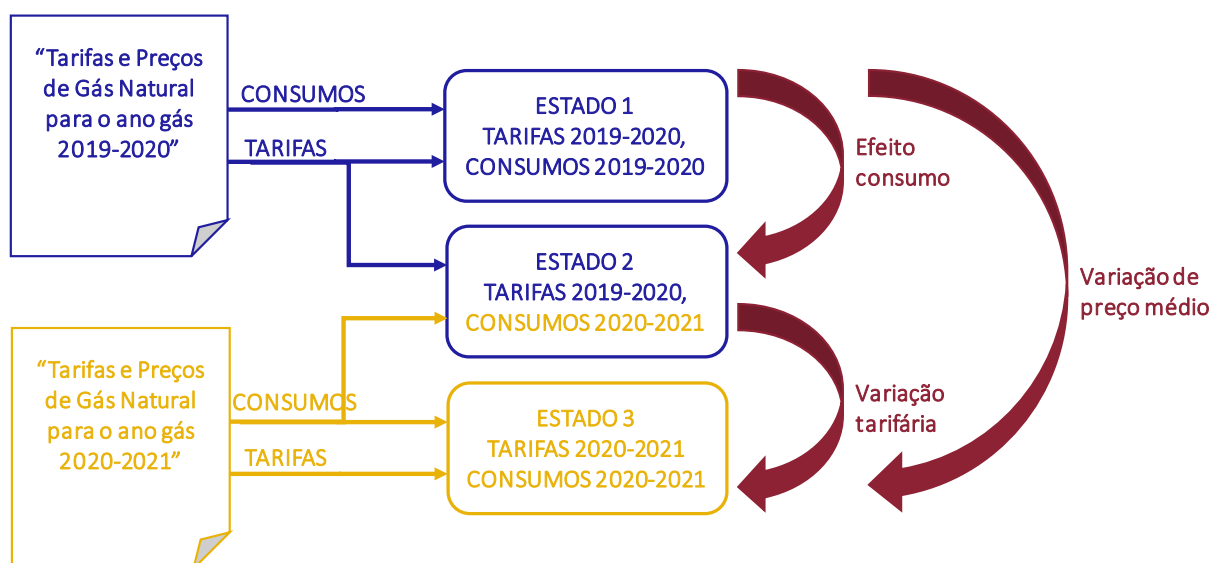 “Tarifas e Preços
de Gás Natural
para o ano gás
2019-2020”
CONSUMOS
TARIFAS
ESTADO 1
TARIFAS 2019-2020,
CONSUMOS 2019-2020
Efeito
consumo
ESTADO 2
TARIFAS 2019-2020,
CONSUMOS 2020-2021
Variação de
preço médio
“Tarifas e Preços
de Gás Natural
para o ano gás
2020-2021”
CONSUMOS
TARIFAS
ESTADO 3
TARIFAS 2020-2021
CONSUMOS 2020-2021
Variação
tarifária